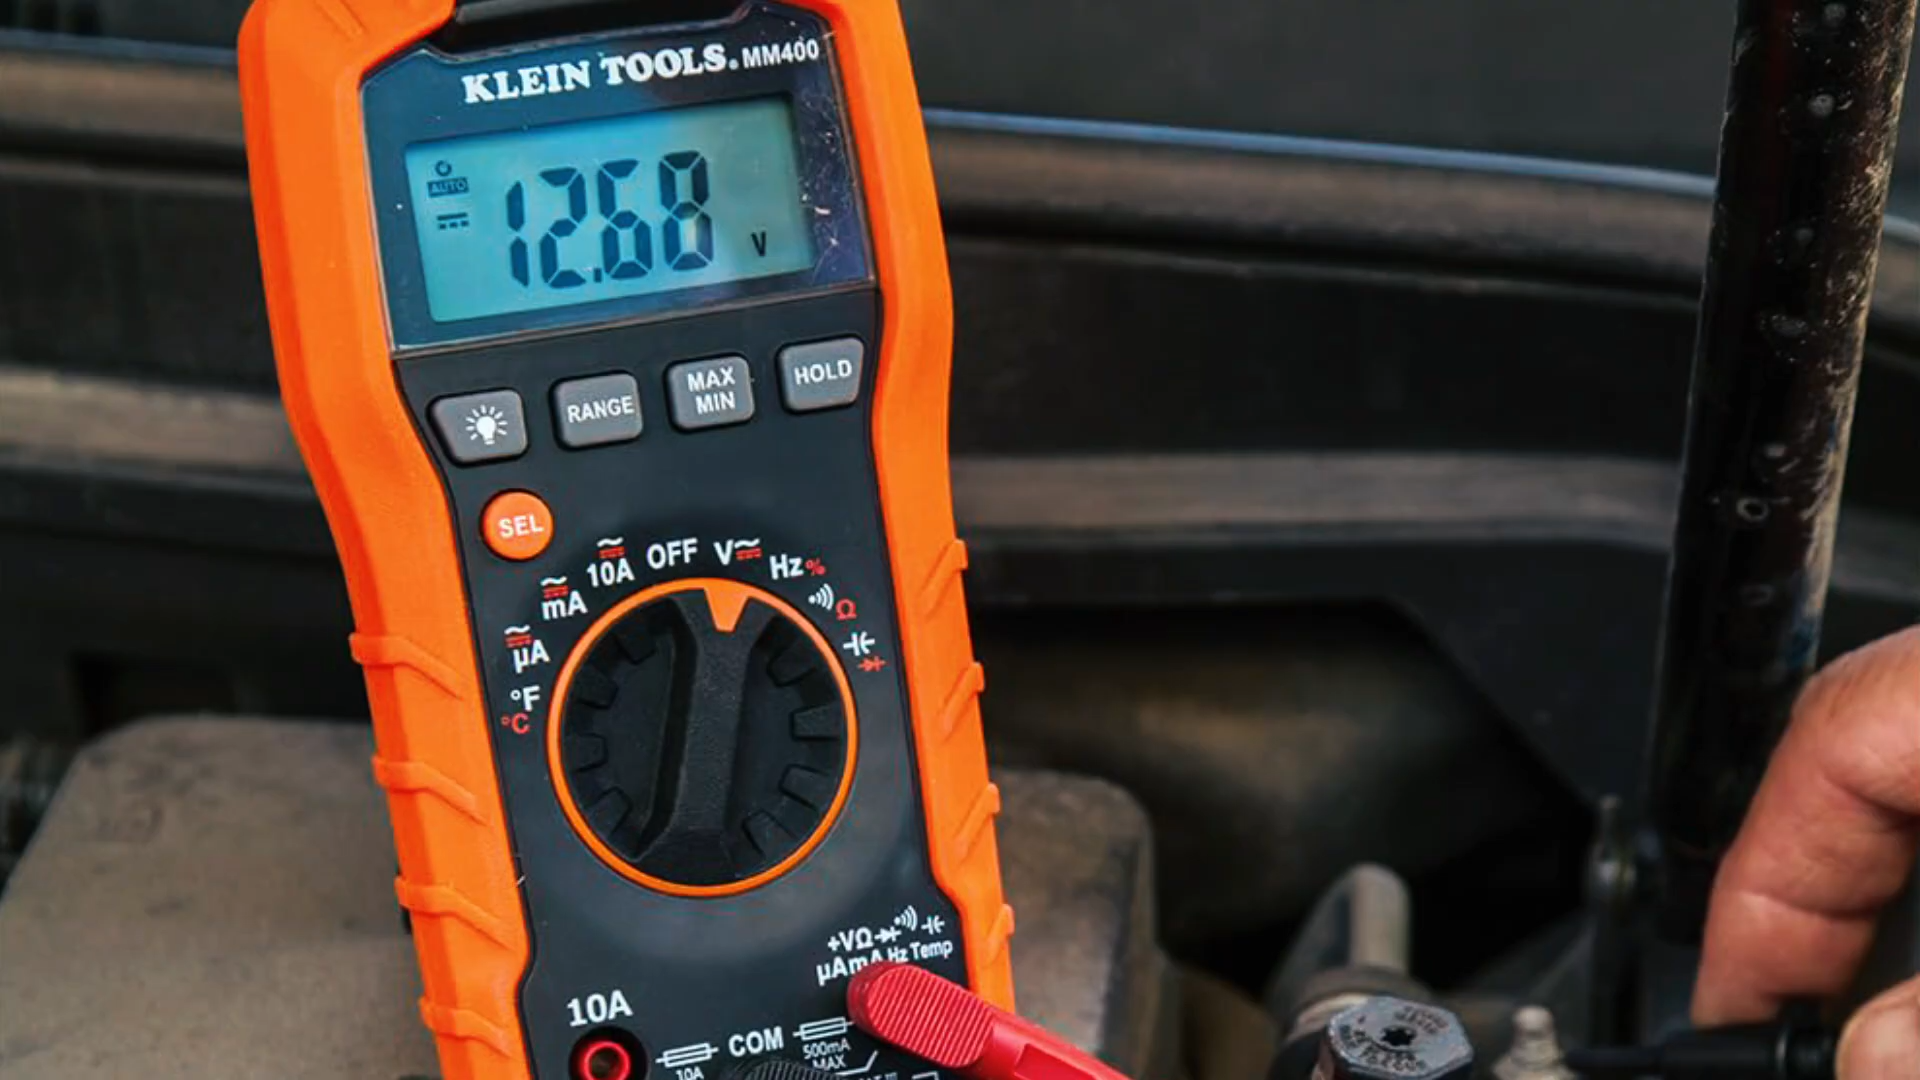 KLEIN TOOLS. MM400
AUTO
12.68 V
RANGE
MAX
MIN
HOLD
SEL
OFF
V
10A
Hz%
mA
Ω
µA
°F
°C
+VΩ
µAmA Hz Temp
10A
COM
500mA
MAX
10A